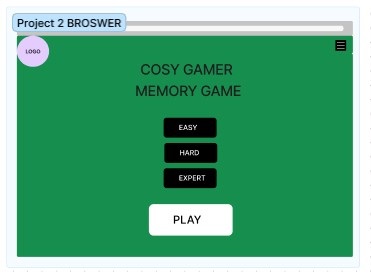 Project 2 BROSWER
LOGO
COSY GAMER
MEMORY GAME
EASY
HARD
EXPERT
PLAY